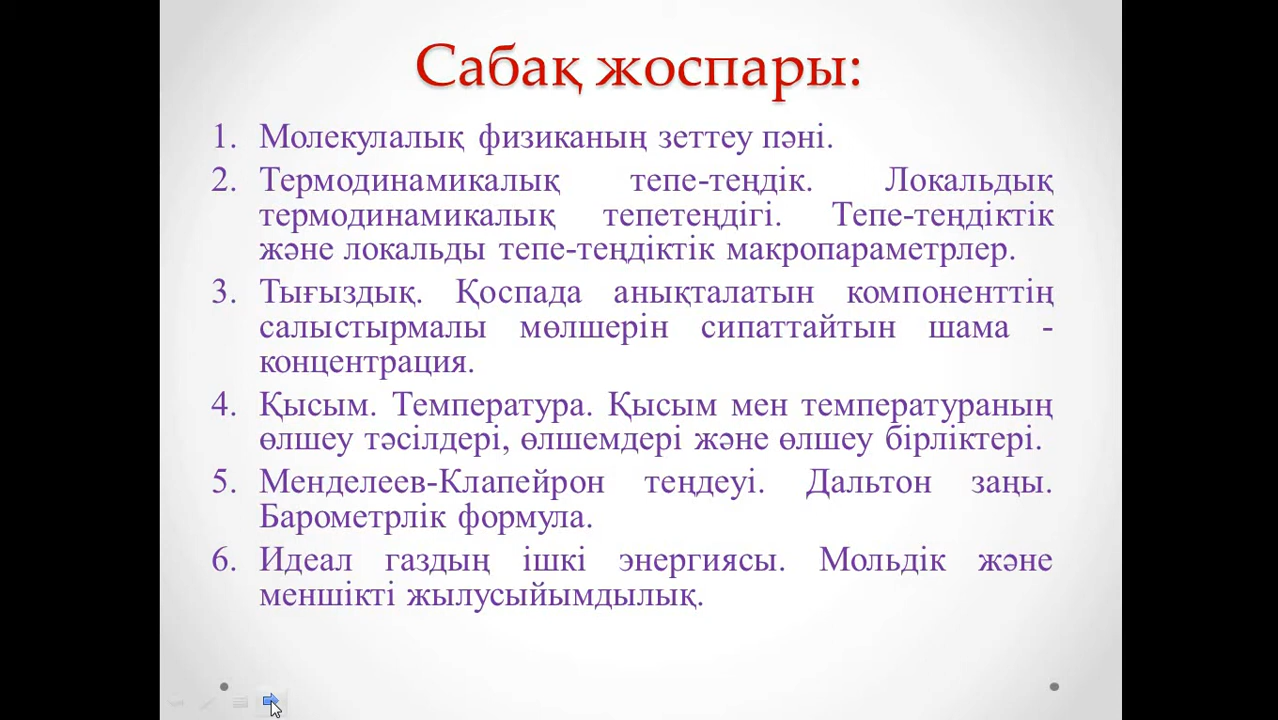 Сабақ жоспары:
1. Молекулалық физиканың зеттеу пәні.
2. Термодинамикалық тепе-теңдік. Локальдық
термодинамикалық тепетеңдігі. Тепе-теңдіктік
және локальды тепе-теңдіктік макропараметрлер.
3. Тығыздық. Қоспада анықталатын компоненттің
салыстырмалы мөлшерін сипаттайтын шама -
концентрация.
4. Қысым. Температура. Қысым мен температураның
өлшеу тәсілдері, өлшемдері және өлшеу бірліктері.
5. Менделеев-Клапейрон теңдеуі. Дальтон заңы.
Барометрлік формула.
6. Идеал газдың ішкі энергиясы. Мольдік және
меншікті жылусыйымдылық.